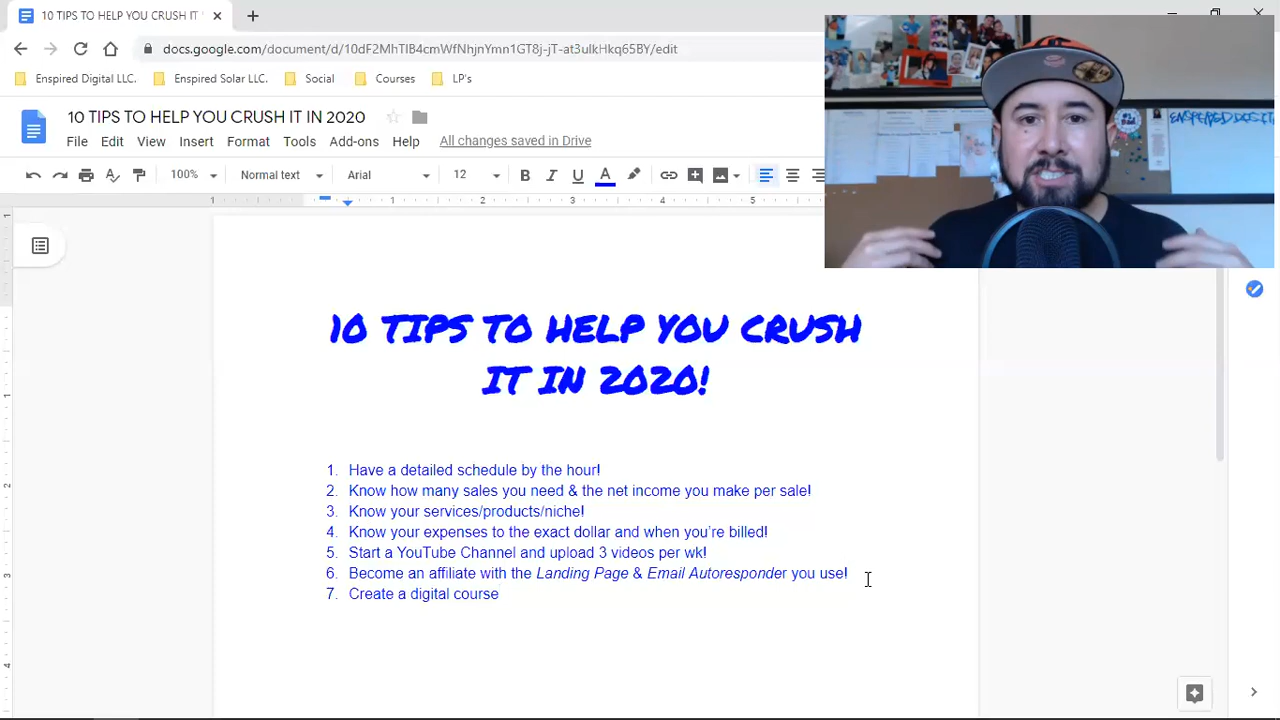 10 TIPS TO HELP YOU CRUSH IT
docs.google.com/document/d/10dF2MhTlB4cmWfNhjnYmn1GT8j-jT-at3ulkHkq65BY/edit
Enspired Digital LLC. Enspired Solar LLC. Social Courses LP's
10 TIPS TO HELP YOU CRUSH IT IN 2020
File Edit View Insert Format Tools Add-ons Help All changes saved in Drive
100% Normal text Arial 12 B I U A
1 1 2 3 4 5
10 TIPS TO HELP YOU CRUSH
IT IN 2020!
1. Have a detailed schedule by the hour!
2. Know how many sales you need & the net income you make per sale!
3. Know your services/products/niche!
4. Know your expenses to the exact dollar and when you're billed!
5. Start a YouTube Channel and upload 3 videos per wk!
6. Become an affiliate with the Landing Page & Email Autoresponder you use!
7. Create a digital course